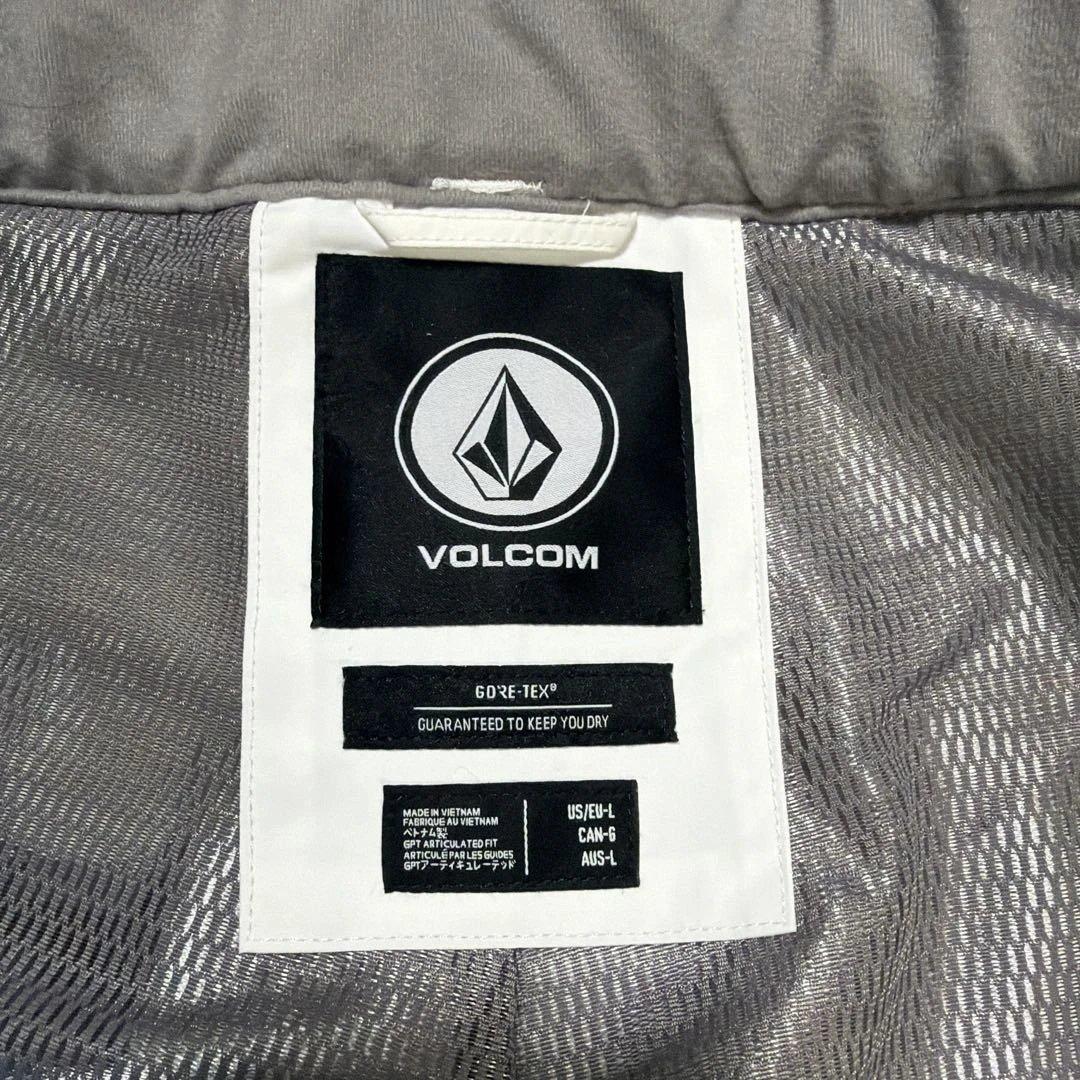 VOLCOM
GORE-TEX®
GUARANTEED TO KEEP YOU DRY
MADE IN VIETNAM
FABRIQUE AU VIETNAM
ベトナム製
GPT ARTICULATED FIT
ARTICULÉ PAR LES GUIDES
GPTアーティキュレーテッド
US/EU-L
CAN-G
AUS-L